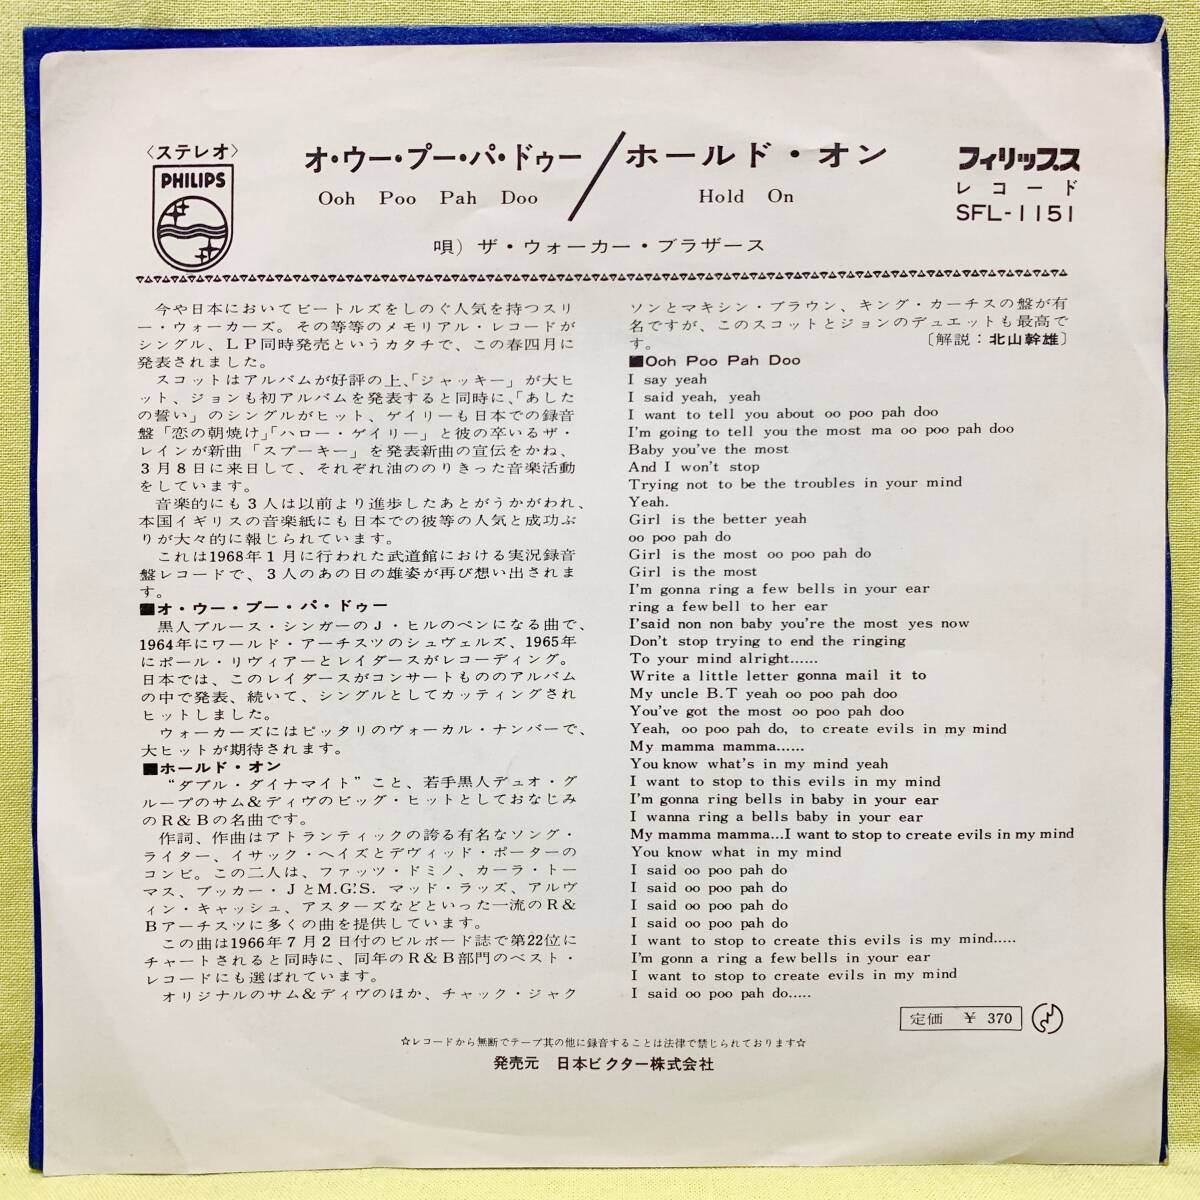 〈ステレオ〉
PHILIPS
オ・ウー・プー・パ・ドゥー／ホールド・オン
Ooh Poo Pah Doo
Hold On
フィリップス
レコード
SFL-1151
唄）ザ・ウォーカー・ブラザース
今や日本においてビートルズをしのぐ人気を持つスリ
ー・ウォーカーズ。その等等のメモリアル・レコードが
シングル、ＬＰ同時発売というカタチで、この春四月に
発表されました。
スコットはアルバムが好評の上、「ジャッキー」が大ヒ
ット、ジョンも初アルバムを発表すると同時に、「あした
の誓い」のシングルがヒット、ゲイリーも日本での録音
盤「恋の朝焼け」「ハロー・ゲイリー」と彼の卒いるザ・
レインが新曲「スプーキー」を発表新曲の宣伝をかね、
３月８日に来日して、それぞれ油ののりきった音楽活動
をしています。
音楽的にも３人は以前より進歩したあとがうかがわれ、
本国イギリスの音楽紙にも日本での彼等の人気と成功ぶ
りが大々的に報じられています。
これは1968年１月に行われた武道館における実況録音
盤レコードで、３人のあの日の雄姿が再び想い出されま
す。
■オ・ウー・プー・パ・ドゥー
黒人ブルース・シンガーのＪ・ヒルのペンになる曲で、
1964年にワールド・アーチスツのシュヴェルズ、1965年
にポール・リヴィアーとレイダースがレコーディング。
日本では、このレイダースがコンサートもののアルバム
の中で発表、続いて、シングルとしてカッティングされ
ヒットしました。
ウォーカーズにはピッタリのヴォーカル・ナンバーで、
大ヒットが期待されます。
■ホールド・オン
“ダブル・ダイナマイト”こと、若手黒人デュオ・グ
ループのサム＆ディヴのビッグ・ヒットとしておなじみ
のＲ＆Ｂの名曲です。
作詞、作曲はアトランティックの誇る有名なソング・
ライター、イサック・ヘイズとデヴィッド・ポーターの
コンビ。この二人は、ファッツ・ドミノ、カーラ・トー
マス、ブッカー・ＪとM.G'.S. マッド・ラッズ、アルヴ
ィン・キャッシュ、アスターズなどといった一流のＲ＆
Ｂアーチスツに多くの曲を提供しています。
この曲は1966年７月２日付のビルボード誌で第22位に
チャートされると同時に、同年のＲ＆Ｂ部門のベスト・
レコードにも選ばれています。
オリジナルのサム＆ディヴのほか、チャック・ジャク
ソンとマキシン・ブラウン、キング・カーチスの盤が有
名ですが、このスコットとジョンのデュエットも最高で
す。　〔解説：北山幹雄〕
■Ooh Poo Pah Doo
I say yeah
I said yeah, yeah
I want to tell you about oo poo pah doo
I'm going to tell you the most ma oo poo pah doo
Baby you've the most
And I won't stop
Trying not to be the troubles in your mind
Yeah.
Girl is the better yeah
oo poo pah do
Girl is the most oo poo pah do
Girl is the most
I'm gonna ring a few bells in your ear
ring a few bell to her ear
I'said non non baby you're the most yes now
Don't stop trying to end the ringing
To your mind alright......
Write a little letter gonna mail it to
My uncle B.T yeah oo poo pah doo
You've got the most oo poo pah doo
Yeah, oo poo pah do, to create evils in my mind
My mamma mamma......
You know what's in my mind yeah
I want to stop to this evils in my mind
I'm gonna ring bells in baby in your ear
I wanna ring a bells baby in your ear
My mamma mamma...I want to stop to create evils in my mind
You know what in my mind
I said oo poo pah do
I said oo poo pah do
I said oo poo pah do
I said oo poo pah do
I want to stop to create this evils is my mind.....
I'm gonn a ring a few bells in your ear
I want to stop to create evils in my mind
I said oo poo pah do.....
定価　￥370
☆レコードから無断でテープ其の他に録音することは法律で禁じられております☆
発売元　日本ビクター株式会社